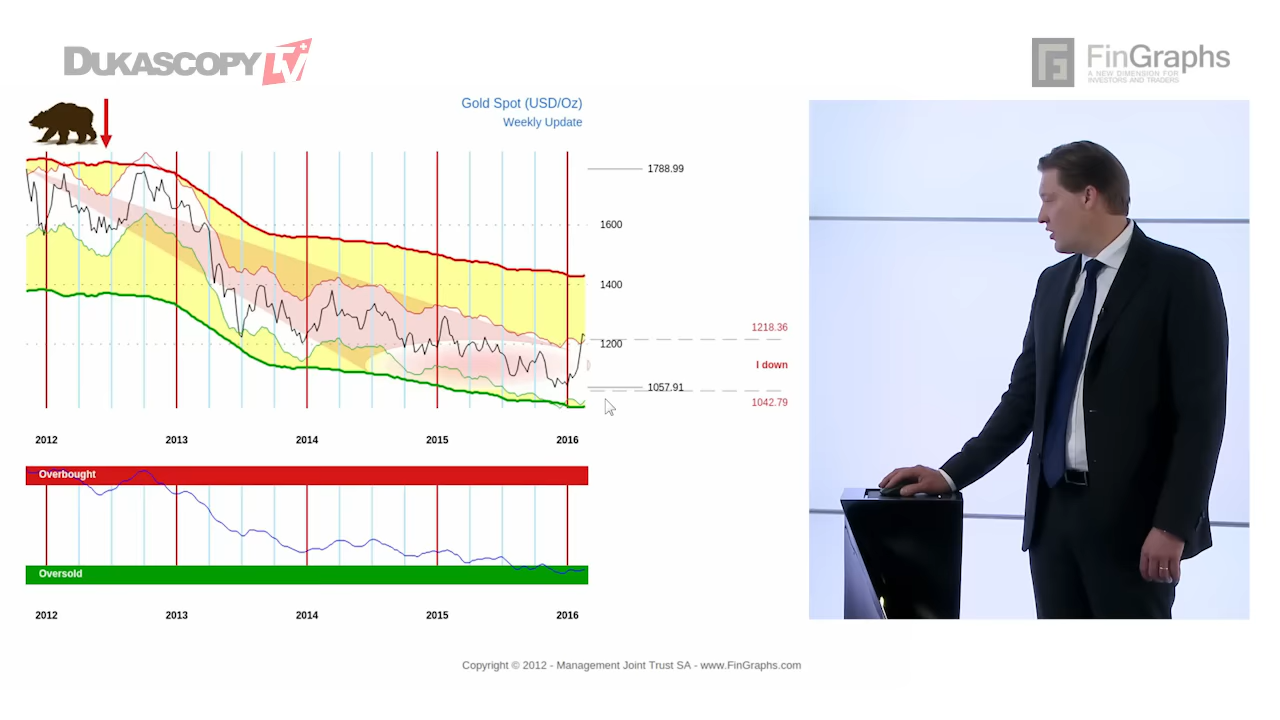 DUKASCOPY TV
FinGraphs
A NEW DIMENSION FOR
INVESTORS AND TRADERS
Gold Spot (USD/Oz)
Weekly Update
1788.99
1600
1400
1218.36
1200
I down
1057.91
1042.79
2012 2013 2014 2015 2016
Overbought
Oversold
2012 2013 2014 2015 2016
Copyright © 2012 - Management Joint Trust SA - www.FinGraphs.com